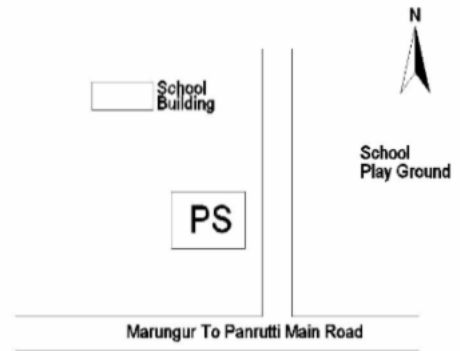 N
School
Building
School
Play Ground
PS
Marungur To Panrutti Main Road